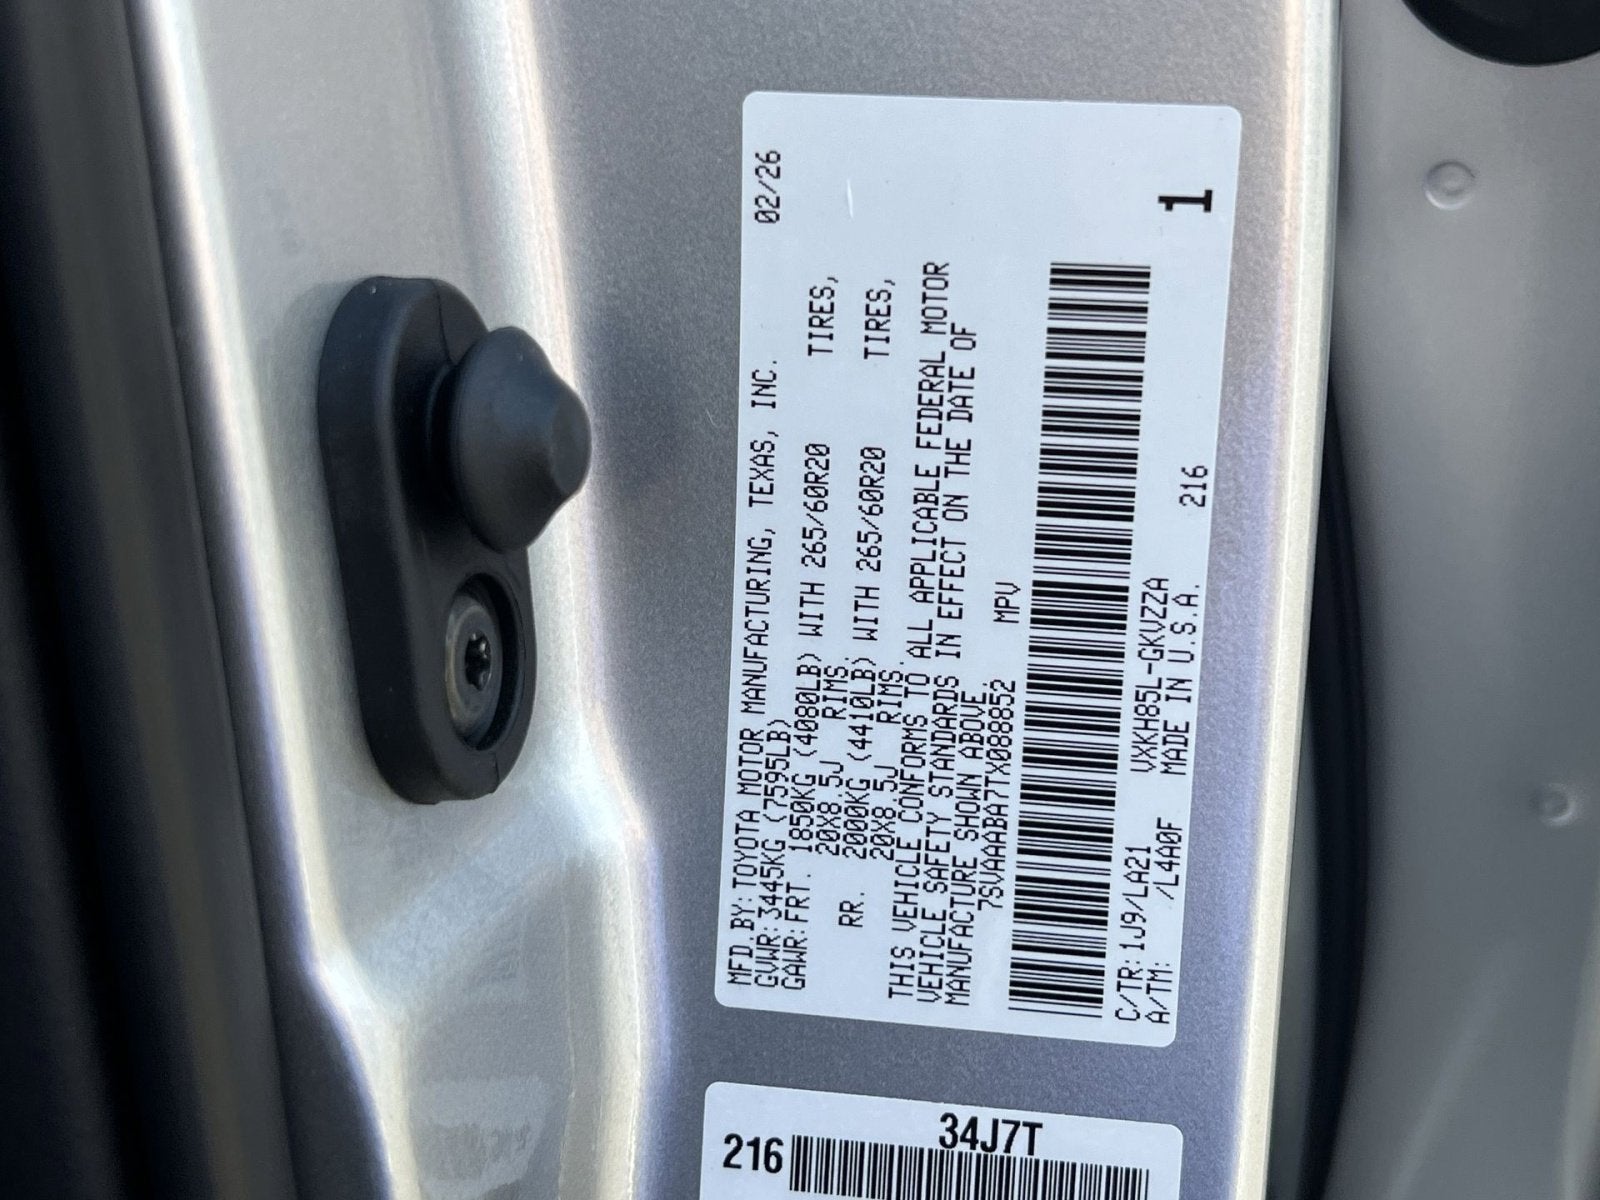 MFD.BY:TOYOTA MOTOR MANUFACTURING, TEXAS, INC. 02/26
GVWR:3445KG(7595LB)
GAWR:FRT. 1850KG(4080LB)WITH 265/60R20 TIRES,
20X8.5J RIMS.
RR. 2000KG(4410LB)WITH 265/60R20 TIRES,
20X8.5J RIMS.
THIS VEHICLE CONFORMS TO ALL APPLICABLE FEDERAL MOTOR
VEHICLE SAFETY STANDARDS IN EFFECT ON THE DATE OF
MANUFACTURE SHOWN ABOVE.
7SVAAABA7TX088852 MPV
C/TR:1J9/LA21 VXKH85L-GKVZZA
A/TM: /L4A0F MADE IN U.S.A. 216
1
34J7T
216